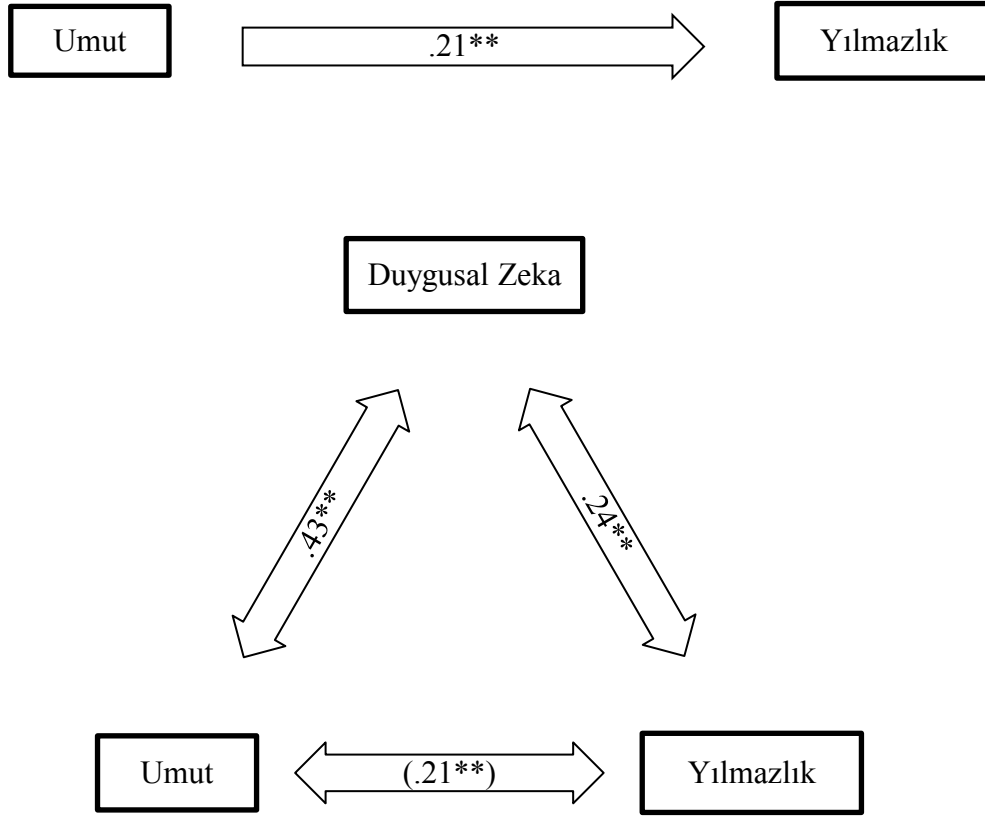 Umut
.21**
Yılmazlık
Duygusal Zeka
.43**
.24**
Umut
(.21**)
Yılmazlık